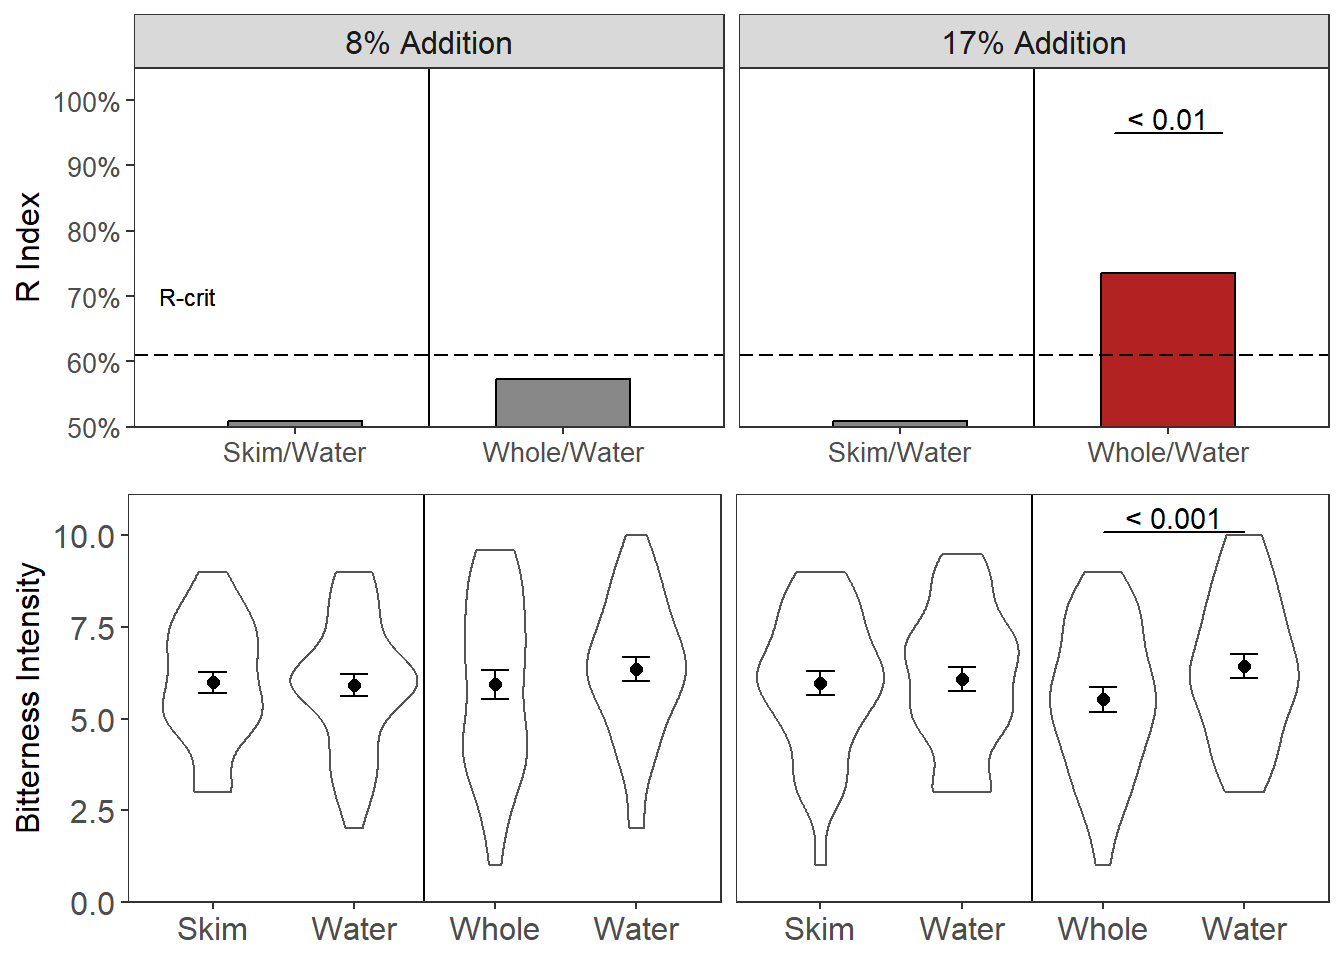 8% Addition
17% Addition
R Index
100%
90%
80%
70%
60%
50%
R-crit
< 0.01
Skim/Water
Whole/Water
Skim/Water
Whole/Water
Bitterness Intensity
10.0
7.5
5.0
2.5
0.0
< 0.001
Skim
Water
Whole
Water
Skim
Water
Whole
Water